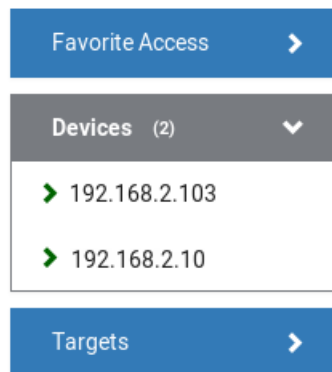 Favorite Access
Devices (2)
192.168.2.103
192.168.2.10
Targets